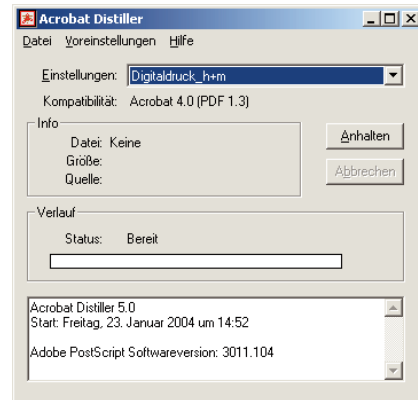 Acrobat Distiller
Datei Voreinstellungen Hilfe
Einstellungen: Digitaldruck_h+m
Kompatibilität: Acrobat 4.0 (PDF 1.3)
Info
Datei: Keine
Größe:
Quelle:
Anhalten
Abbrechen
Verlauf
Status: Bereit
Acrobat Distiller 5.0
Start: Freitag, 23. Januar 2004 um 14:52
Adobe PostScript Softwareversion: 3011.104